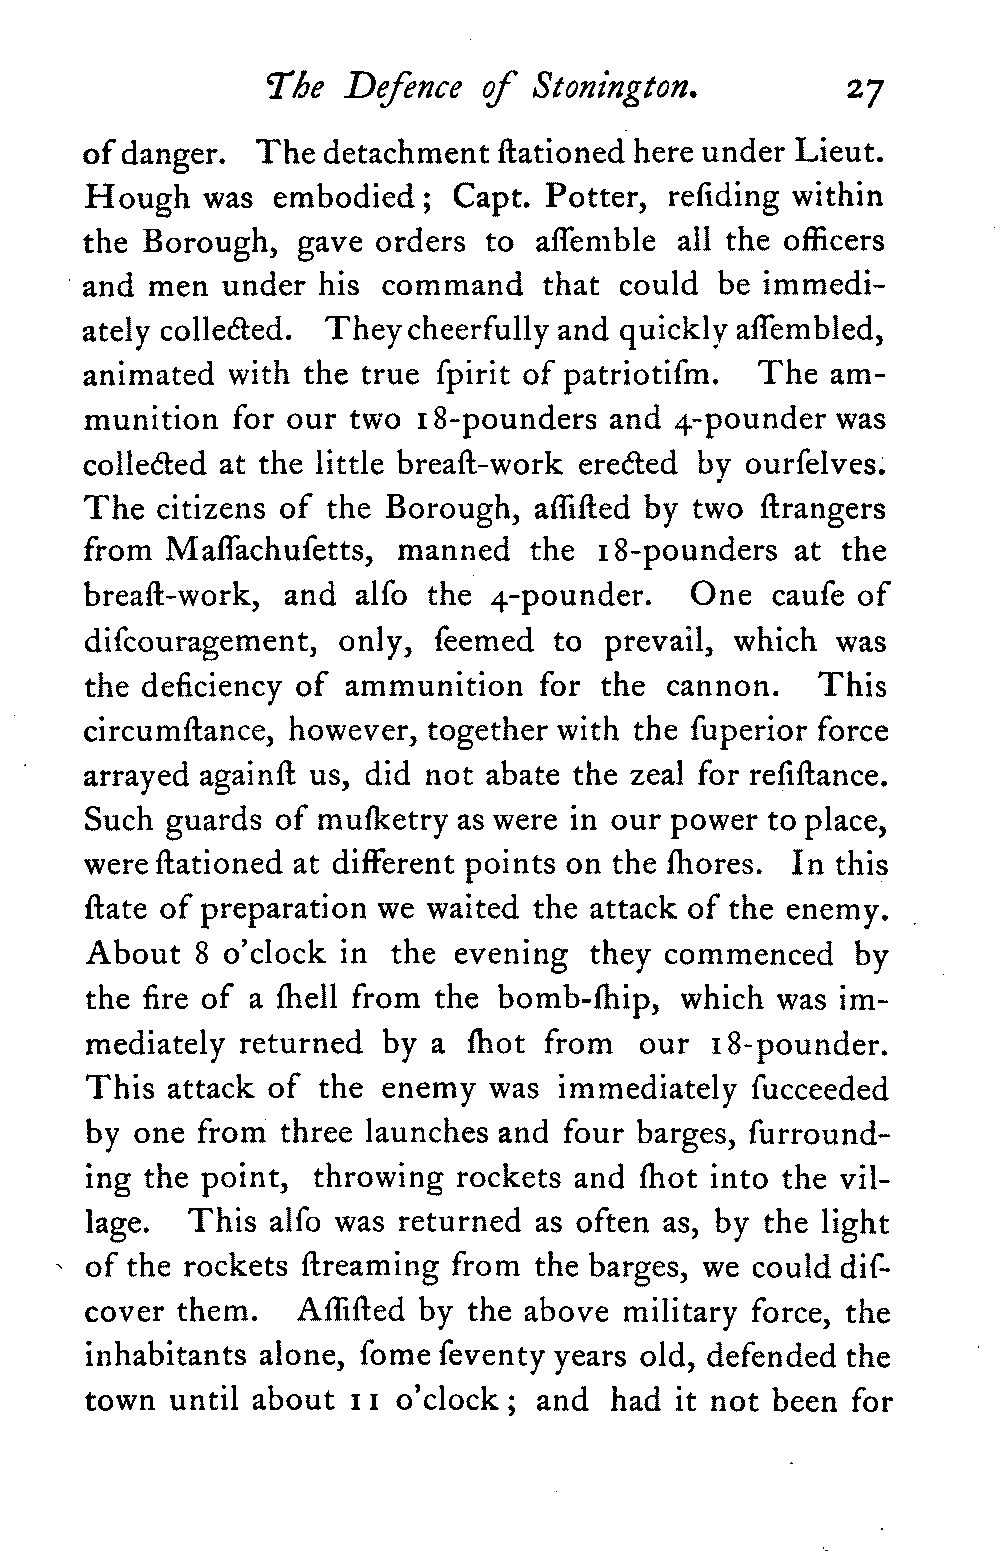 The Defence of Stonington. 27
of danger. The detachment ſtationed here under Lieut.
Hough was embodied; Capt. Potter, reſiding within
the Borough, gave orders to aſſemble all the officers
and men under his command that could be immedi-
ately collected. They cheerfully and quickly aſſembled,
animated with the true ſpirit of patriotiſm. The am-
munition for our two 18-pounders and 4-pounder was
collected at the little breaſt-work erected by ourſelves.
The citizens of the Borough, aſſiſted by two ſtrangers
from Maſſachuſetts, manned the 18-pounders at the
breaſt-work, and alſo the 4-pounder. One cauſe of
diſcouragement, only, ſeemed to prevail, which was
the deficiency of ammunition for the cannon. This
circumſtance, however, together with the ſuperior force
arrayed againſt us, did not abate the zeal for reſiſtance.
Such guards of muſketry as were in our power to place,
were ſtationed at different points on the ſhores. In this
ſtate of preparation we waited the attack of the enemy.
About 8 o'clock in the evening they commenced by
the fire of a ſhell from the bomb-ſhip, which was im-
mediately returned by a ſhot from our 18-pounder.
This attack of the enemy was immediately ſucceeded
by one from three launches and four barges, ſurround-
ing the point, throwing rockets and ſhot into the vil-
lage. This alſo was returned as often as, by the light
of the rockets ſtreaming from the barges, we could diſ-
cover them. Aſſiſted by the above military force, the
inhabitants alone, ſome ſeventy years old, defended the
town until about 11 o'clock; and had it not been for